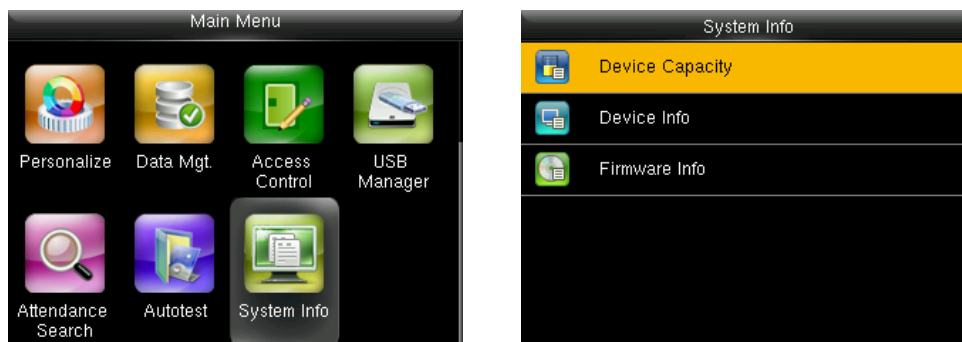 Main Menu
Personalize
Data Mgt.
Access
Control
USB
Manager
Attendance
Search
Autotest
System Info
System Info
Device Capacity
Device Info
Firmware Info